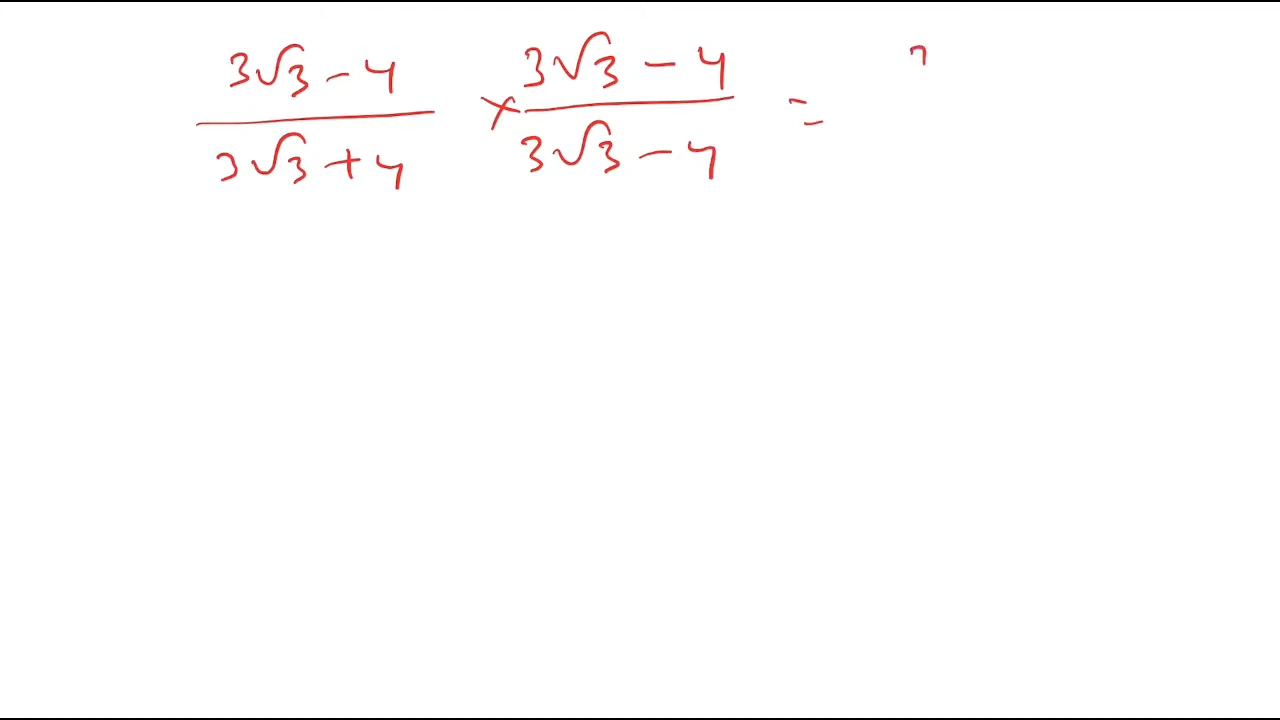 3√3 - 4 / 3√3 + 4 × 3√3 - 4 / 3√3 - 4 =